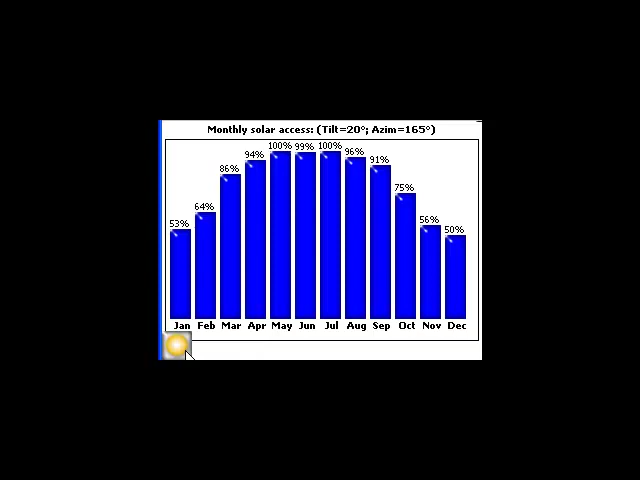 Monthly solar access: (Tilt=20°; Azim=165°)
100% 99% 100%
94% 96%
86% 91%
75%
64%
53% 56% 50%
Jan Feb Mar Apr May Jun Jul Aug Sep Oct Nov Dec